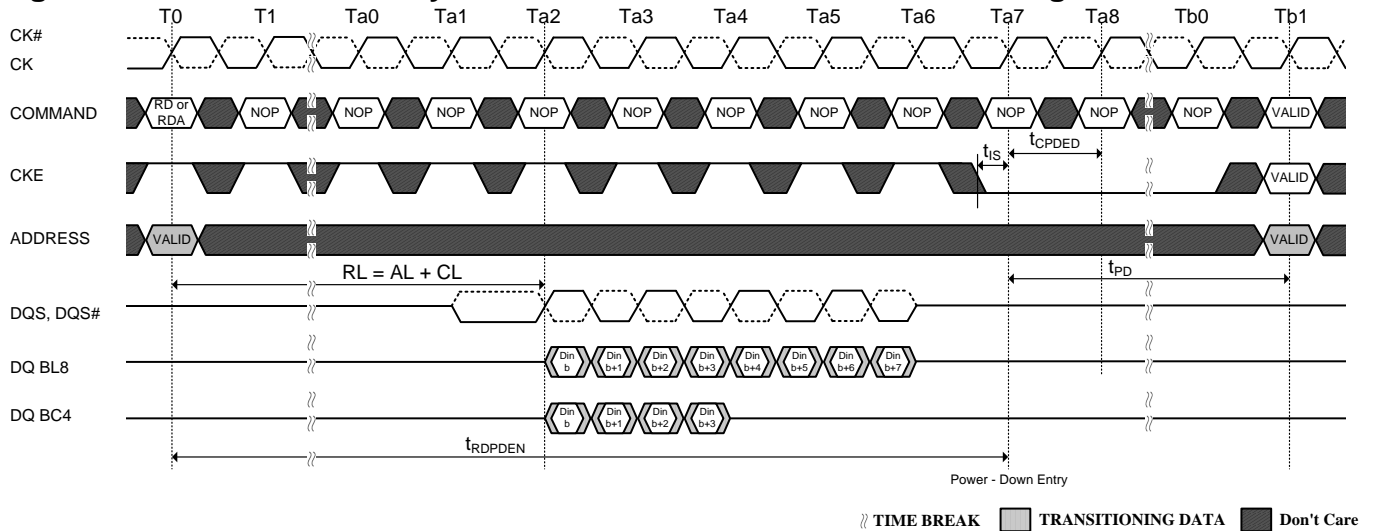 T0 T1 Ta0 Ta1 Ta2 Ta3 Ta4 Ta5 Ta6 Ta7 Ta8 Tb0 Tb1
CK#
CK
COMMAND RD or RDA NOP NOP NOP NOP NOP NOP NOP NOP NOP NOP NOP VALID
tIS tCPDED
CKE VALID
ADDRESS VALID VALID
RL = AL + CL tPD
DQS, DQS#
DQ BL8 Din b Din b+1 Din b+2 Din b+3 Din b+4 Din b+5 Din b+6 Din b+7
DQ BC4 Din b Din b+1 Din b+2 Din b+3
tRDPDEN
Power - Down Entry
TIME BREAK TRANSITIONING DATA Don't Care